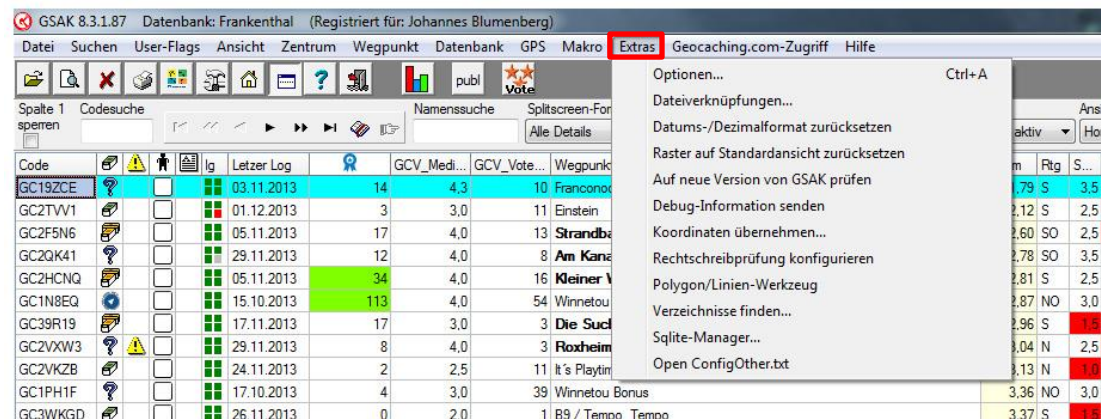 GSAK 8.3.1.87 Datenbank: Frankenthal (Registriert für: Johannes Blumenberg)
Datei Suchen User-Flags Ansicht Zentrum Wegpunkt Datenbank GPS Makro Extras Geocaching.com-Zugriff Hilfe
publ Vote
Optionen... Ctrl+A
Dateiverknüpfungen...
Datums-/Dezimalformat zurücksetzen
Raster auf Standardansicht zurücksetzen
Auf neue Version von GSAK prüfen
Debug-Information senden
Koordinaten übernehmen...
Rechtschreibprüfung konfigurieren
Polygon/Linien-Werkzeug
Verzeichnisse finden...
Sqlite-Manager...
Open ConfigOther.txt
Spalte 1 Codesuche Namenssuche Splitscreen-For Ans
sperren Alle Details aktiv Ho
Code lg Letzer Log GCV_Medi... GCV_Vote... Wegpunk m Rtg S...
GC19ZCE 03.11.2013 14 4,3 10 Franconod ,79 S 3,5
GC2TVV1 01.12.2013 3 3,0 11 Einstein ,12 S 2,5
GC2F5N6 05.11.2013 17 4,0 13 Strandba ,60 SO 2,5
GC2QK41 29.11.2013 12 4,0 8 Am Kana ,78 SO 3,5
GC2HCNQ 05.11.2013 34 4,0 16 Kleiner ,81 S 2,5
GC1N8EQ 15.10.2013 113 4,0 54 Winnetou ,87 NO 3,0
GC39R19 17.11.2013 17 3,0 3 Die Such ,96 S 1,5
GC2VXW3 29.11.2013 8 4,0 3 Roxheim ,04 N 2,5
GC2VKZB 24.11.2013 2 2,5 11 It´s Playtim ,13 N 1,0
GC1PH1F 17.10.2013 4 3,0 39 Winnetou Bonus 3,36 NO 3,0
GC3WKGD 26.11.2013 0 2,0 1 B9 / Tempo Tempo 3,37 S 1,5